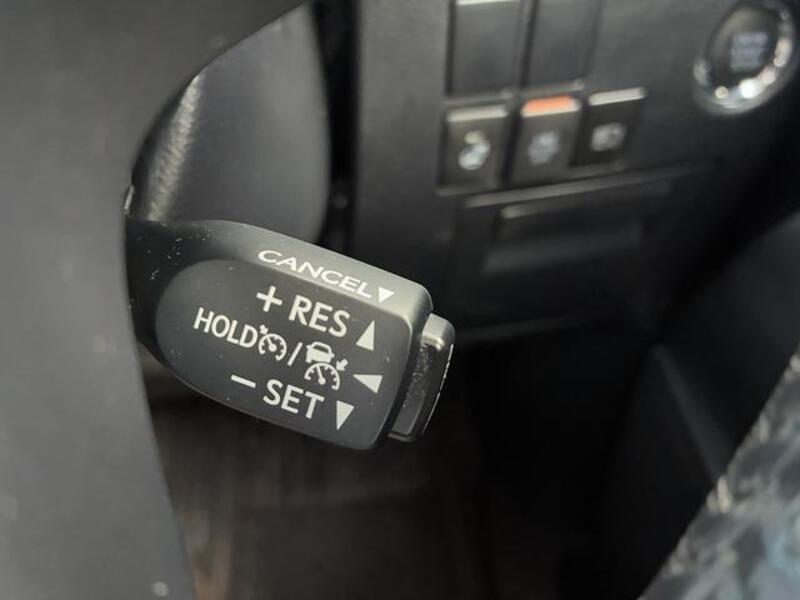 CANCEL▼
+ RES ▲
HOLD / ◀
− SET ▼